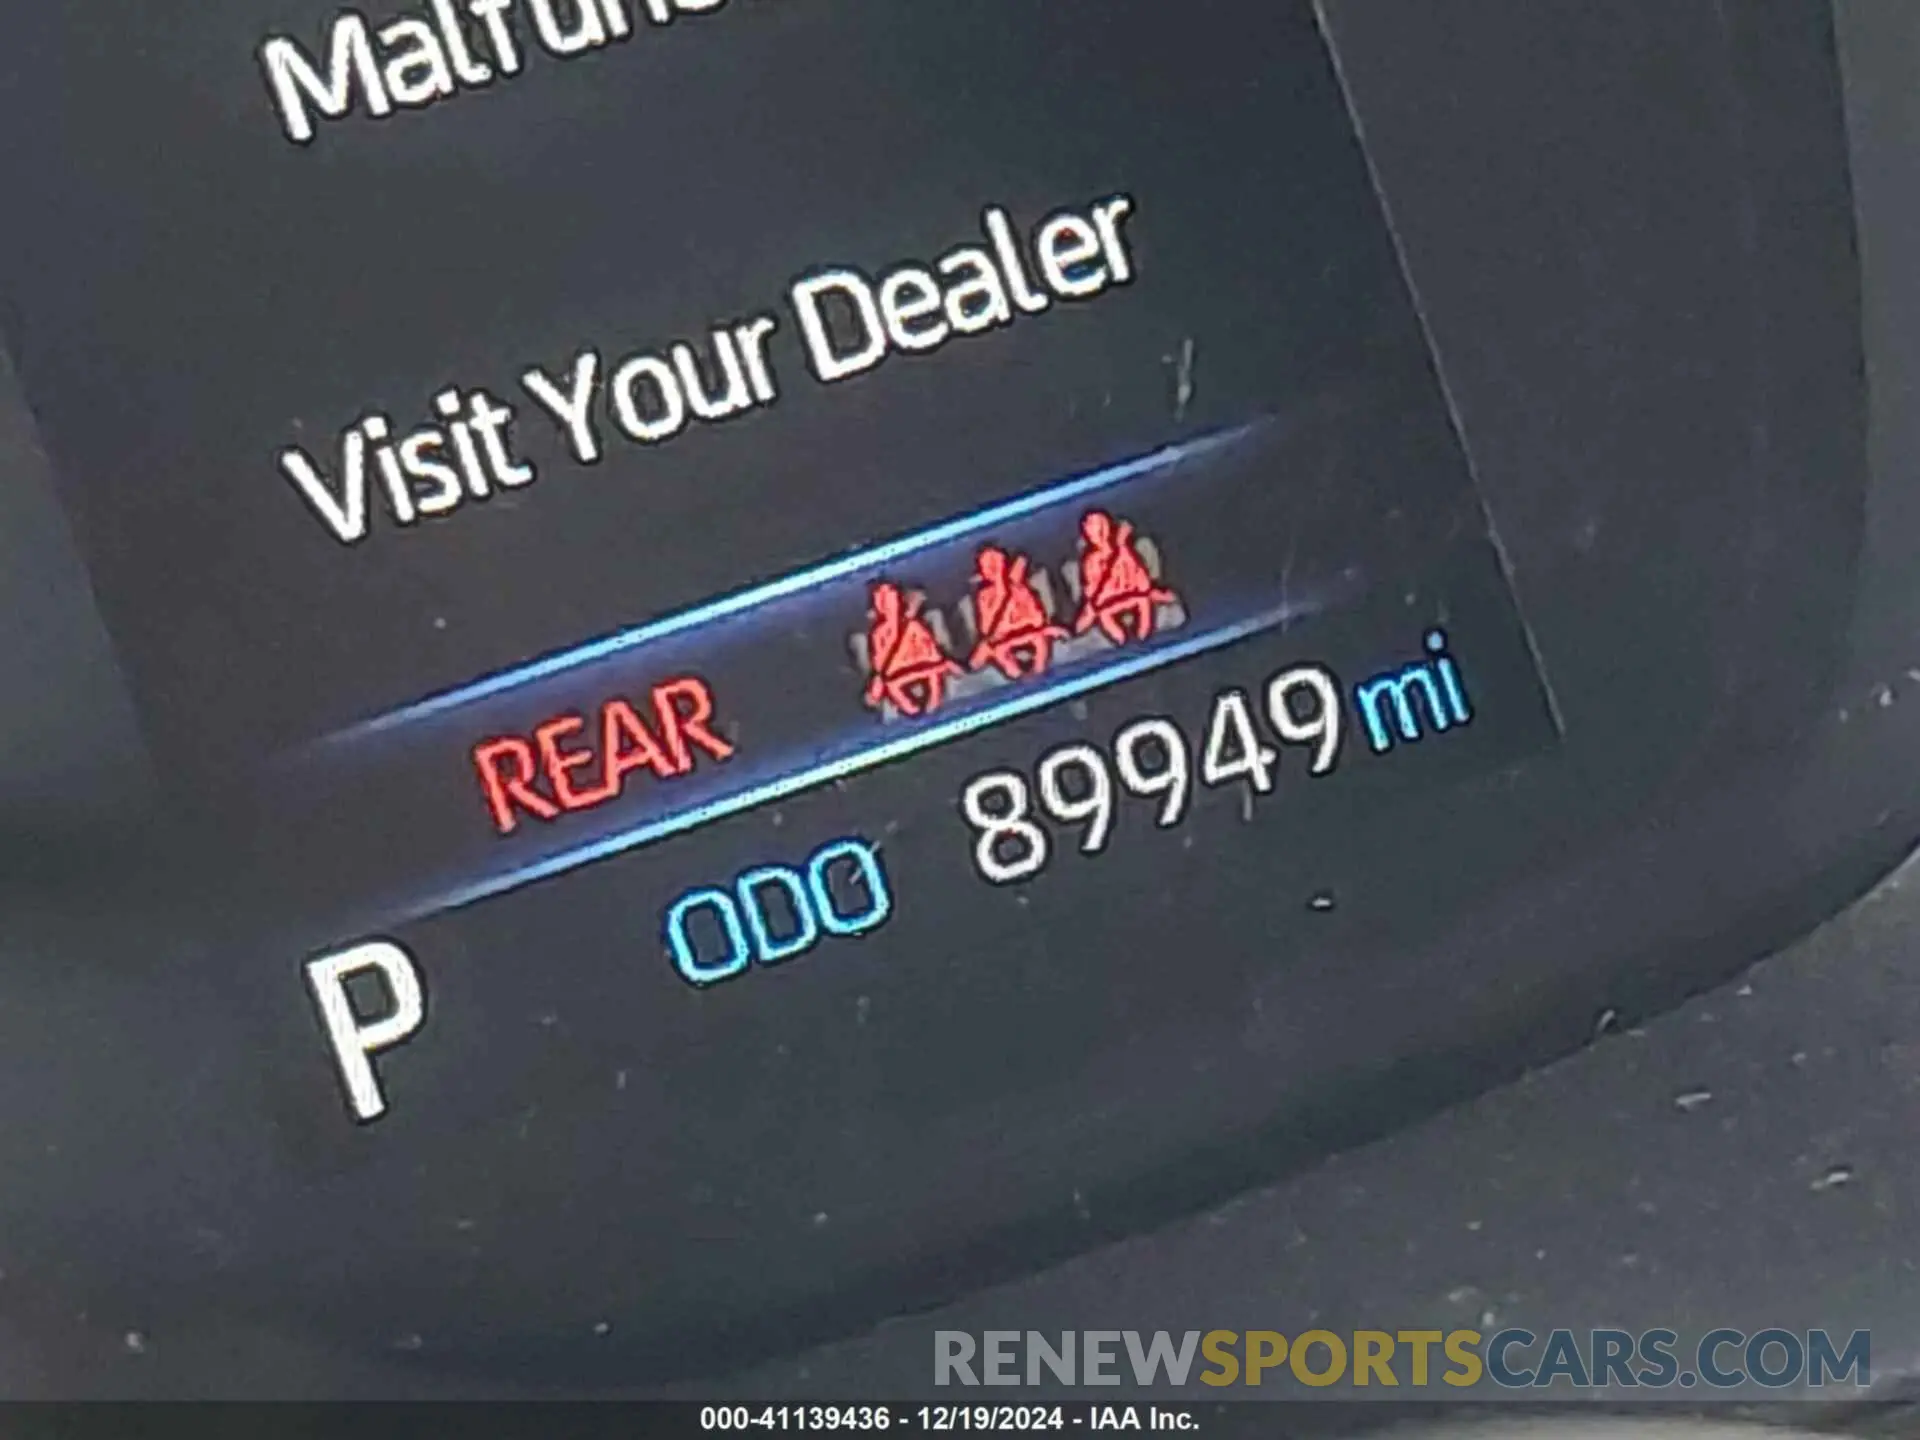 Visit Your Dealer
REAR
ODO 89949 mi
P
RENEWSPORTSCARS.COM
000-41139436 - 12/19/2024 - IAA Inc.